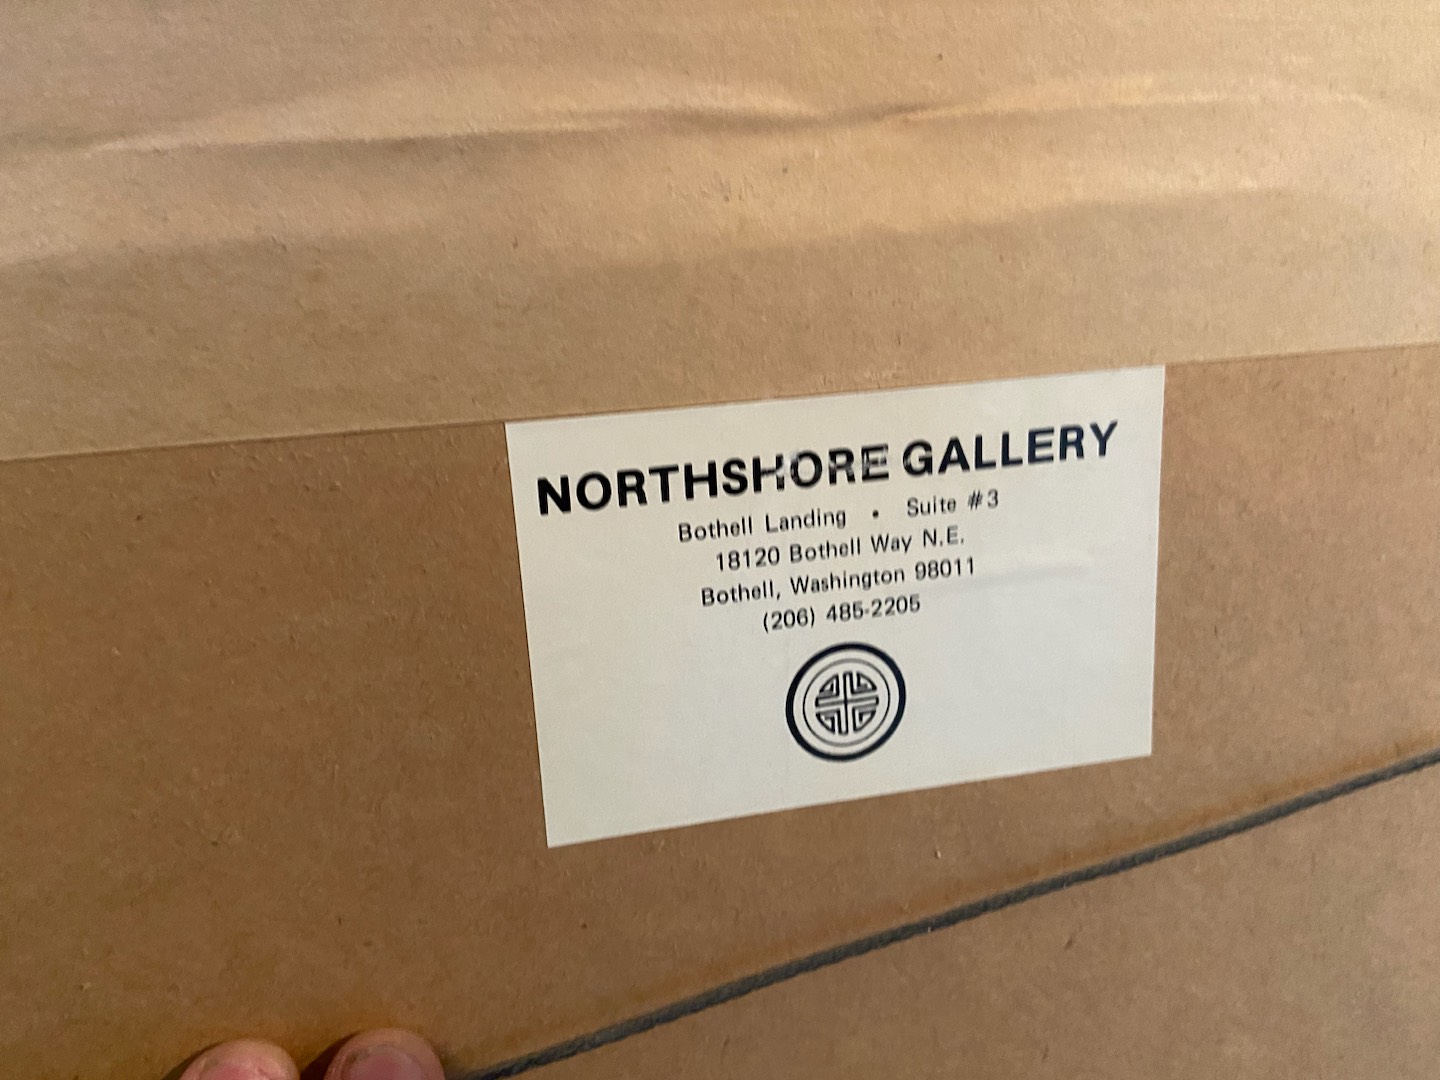 NORTHSHORE GALLERY
Bothell Landing • Suite #3
18120 Bothell Way N.E.
Bothell, Washington 98011
(206) 485-2205